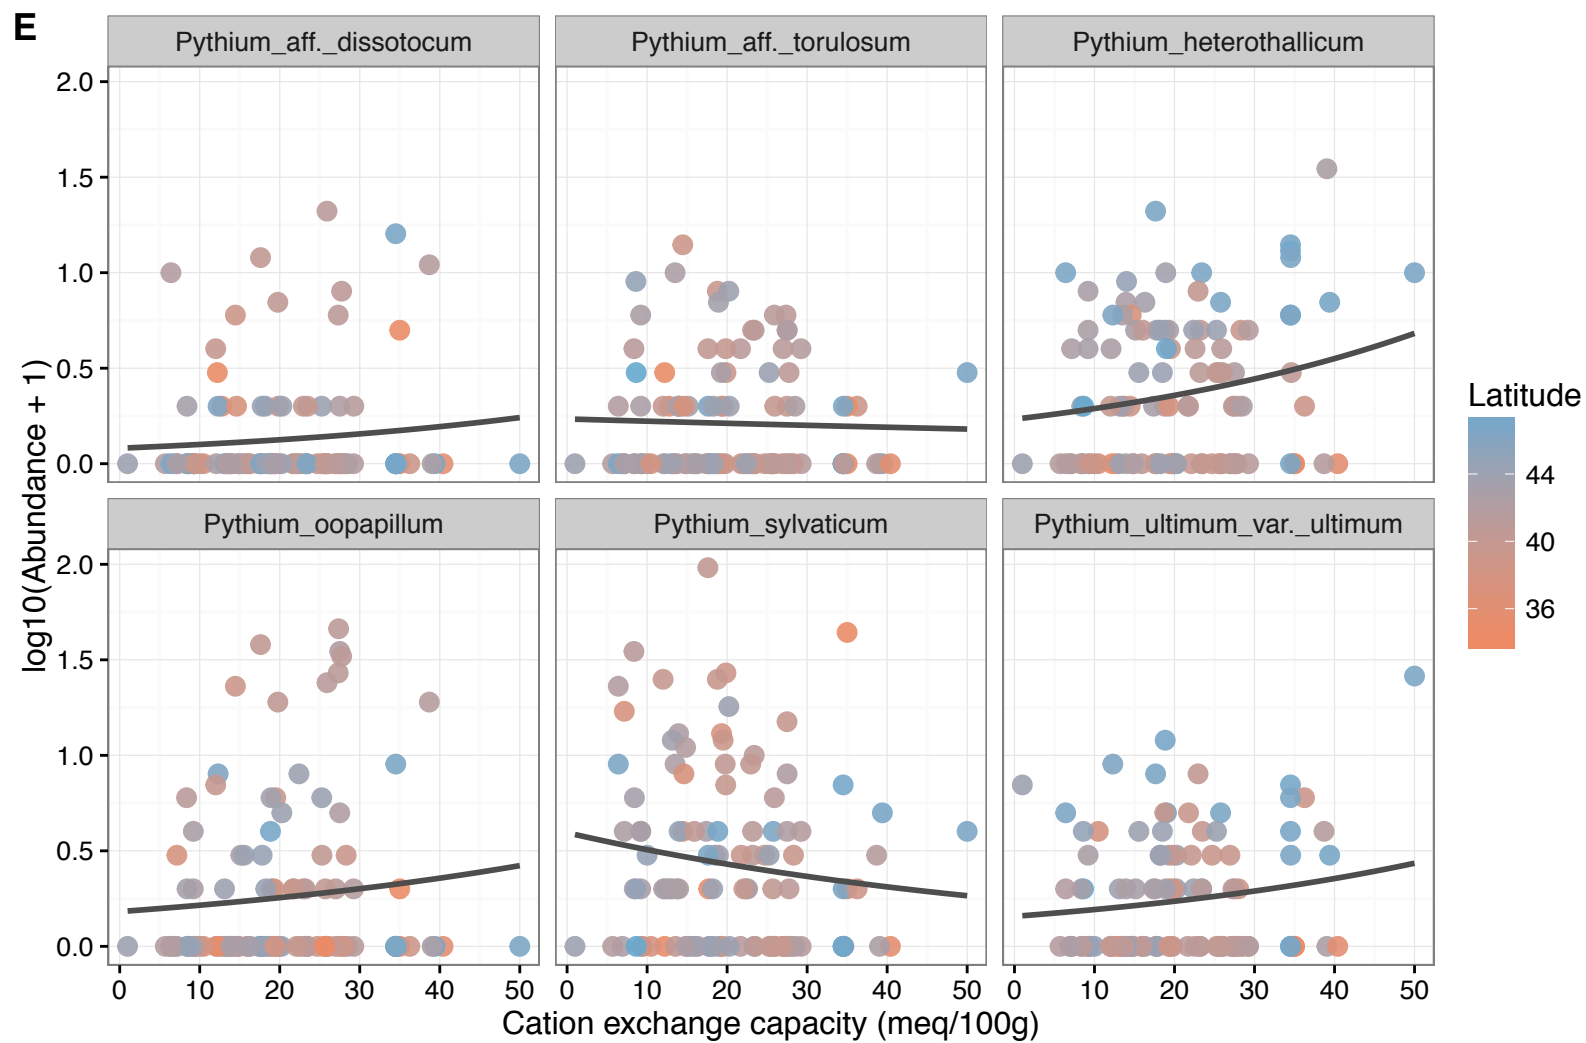 E
Pythium_aff._dissotocum
Pythium_aff._torulosum
Pythium_heterothallicum
2.0
1.5
1.0
0.5
0.0
Pythium_oopapillum
Pythium_sylvaticum
Pythium_ultimum_var._ultimum
2.0
1.5
1.0
0.5
0.0
0 10 20 30 40 50
0 10 20 30 40 50
0 10 20 30 40 50
Cation exchange capacity (meq/100g)
log10(Abundance + 1)
Latitude
44
40
36